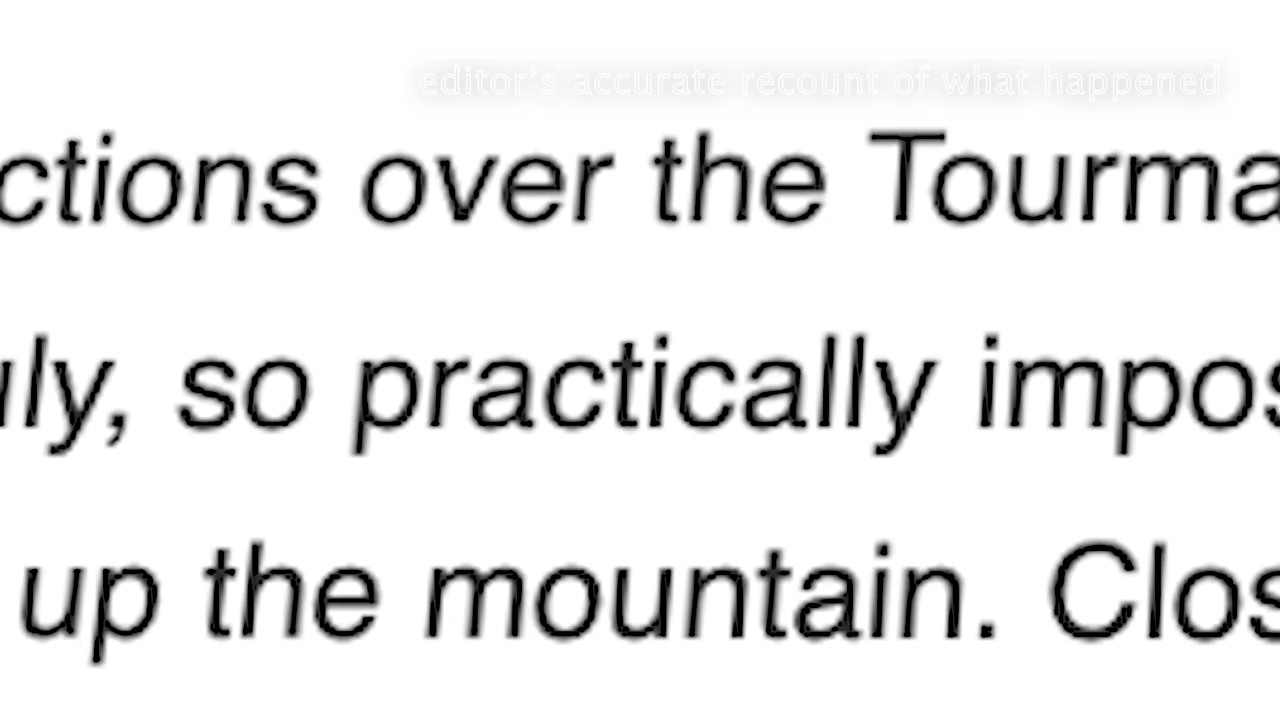 editor's accurate recount of what happened
ctions over the Tourma
uly, so practically impos
up the mountain. Clos